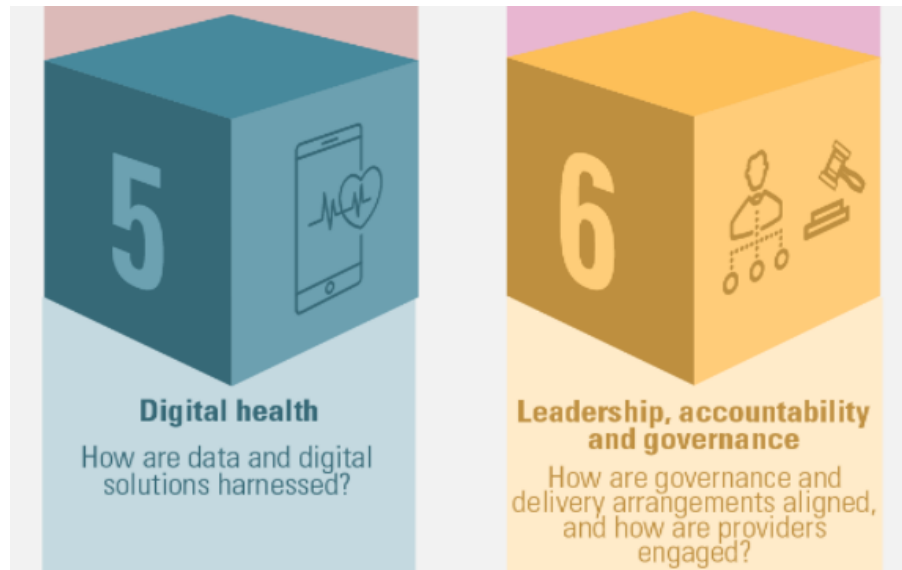 5
Digital health
How are data and digital
solutions harnessed?
6
Leadership, accountability
and governance
How are governance and
delivery arrangements aligned,
and how are providers
engaged?